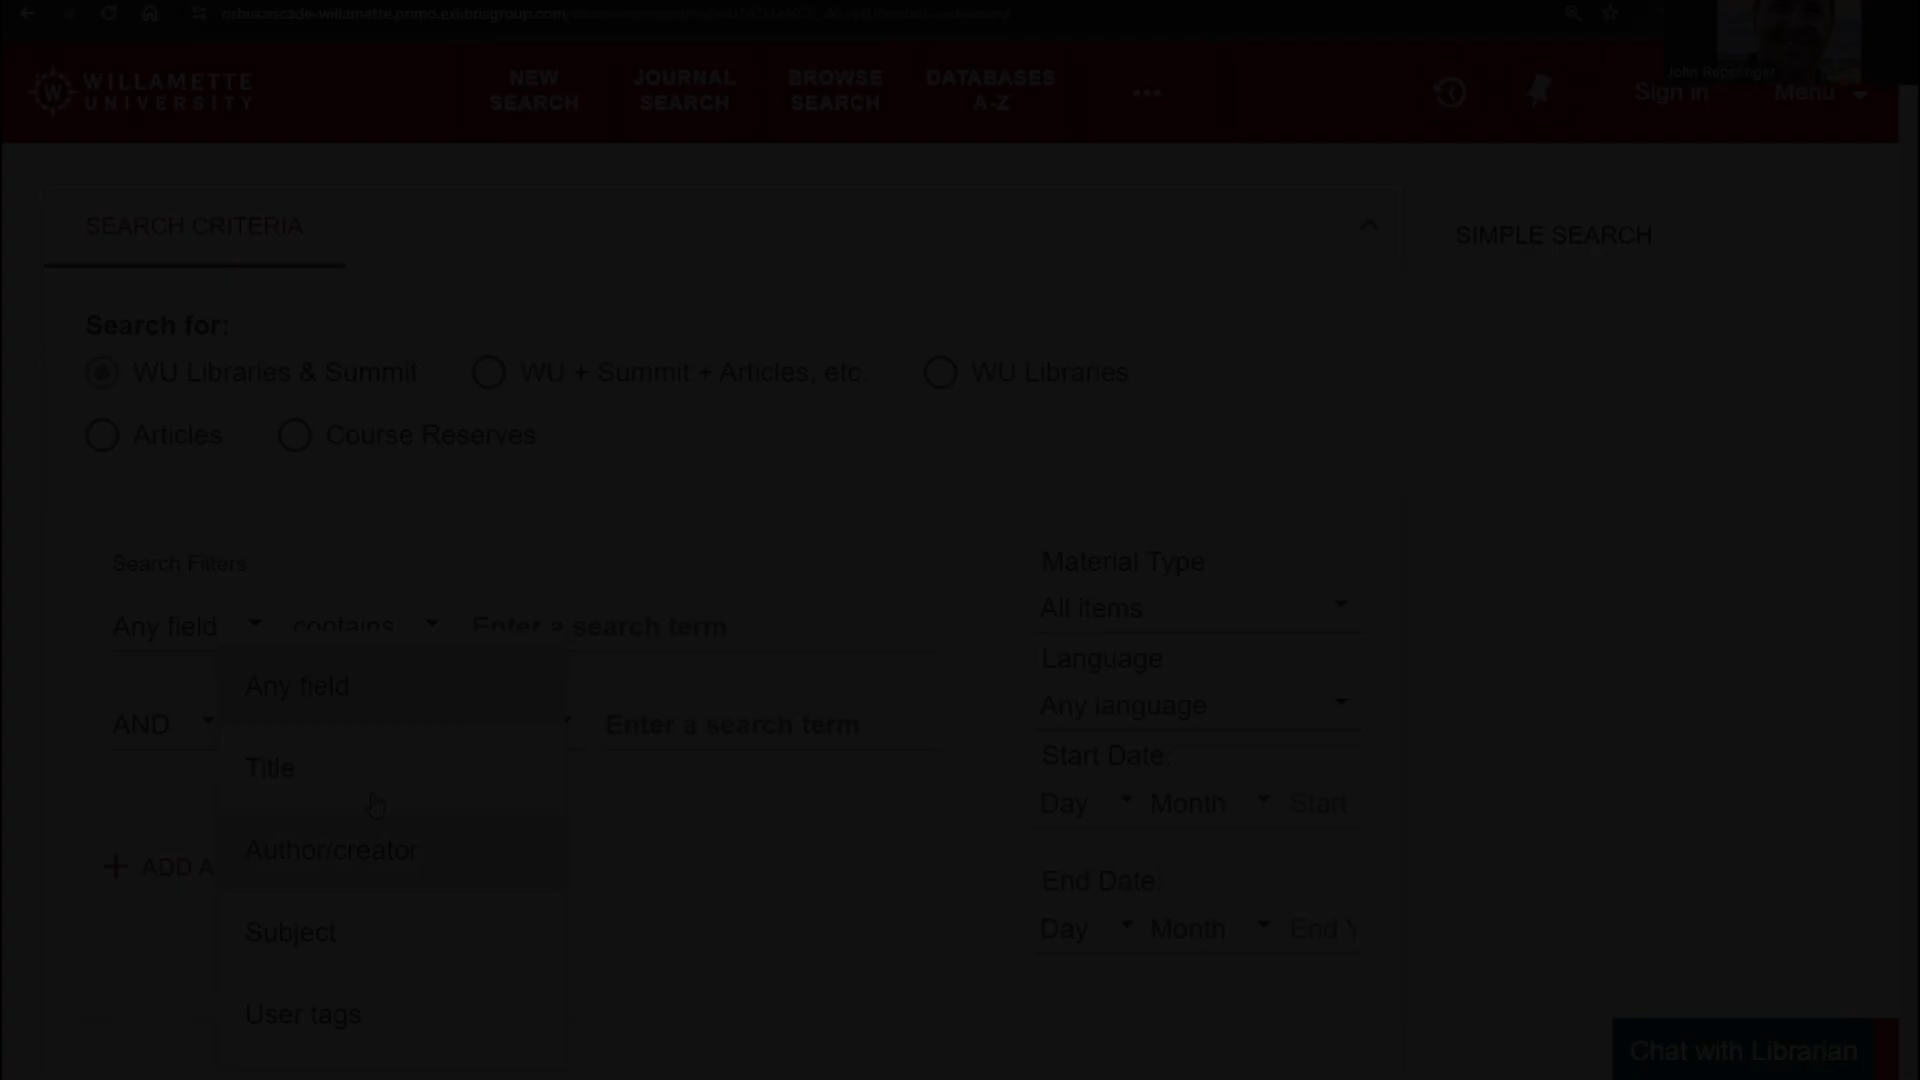 WILLAMETTE
UNIVERSITY
NEW
SEARCH
JOURNAL
SEARCH
BROWSE
SEARCH
DATABASES
A-Z
Sign in
Menu
SEARCH CRITERIA
SIMPLE SEARCH
Search for:
WU Libraries & Summit
WU + Summit + Articles, etc.
WU Libraries
Articles
Course Reserves
Search Filters
Any field
contains
Enter a search term
Any field
AND
Enter a search term
Title
ADD A
Author/creator
Subject
User tags
Material Type
All items
Language
Any language
Start Date:
Day
Month
Start
End Date:
Day
Month
End Y
Chat with Librarian